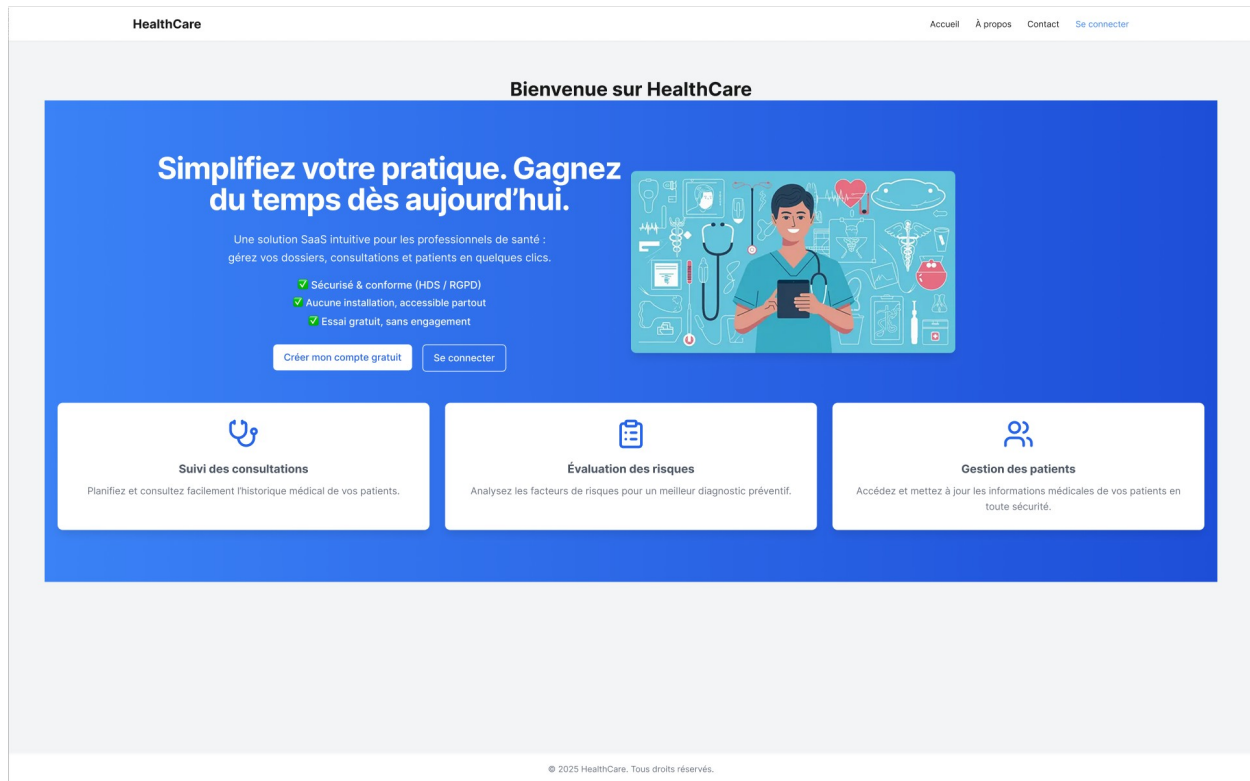 HealthCare
Accueil À propos Contact Se connecter
Bienvenue sur HealthCare
Simplifiez votre pratique. Gagnez
du temps dès aujourd’hui.
Une solution SaaS intuitive pour les professionnels de santé :
gérez vos dossiers, consultations et patients en quelques clics.
✅ Sécurisé & conforme (HDS / RGPD)
✅ Aucune installation, accessible partout
✅ Essai gratuit, sans engagement
Créer mon compte gratuit Se connecter
Suivi des consultations
Planifiez et consultez facilement l’historique médical de vos patients.
Évaluation des risques
Analysez les facteurs de risques pour un meilleur diagnostic préventif.
Gestion des patients
Accédez et mettez à jour les informations médicales de vos patients en
toute sécurité.
© 2025 HealthCare. Tous droits réservés.